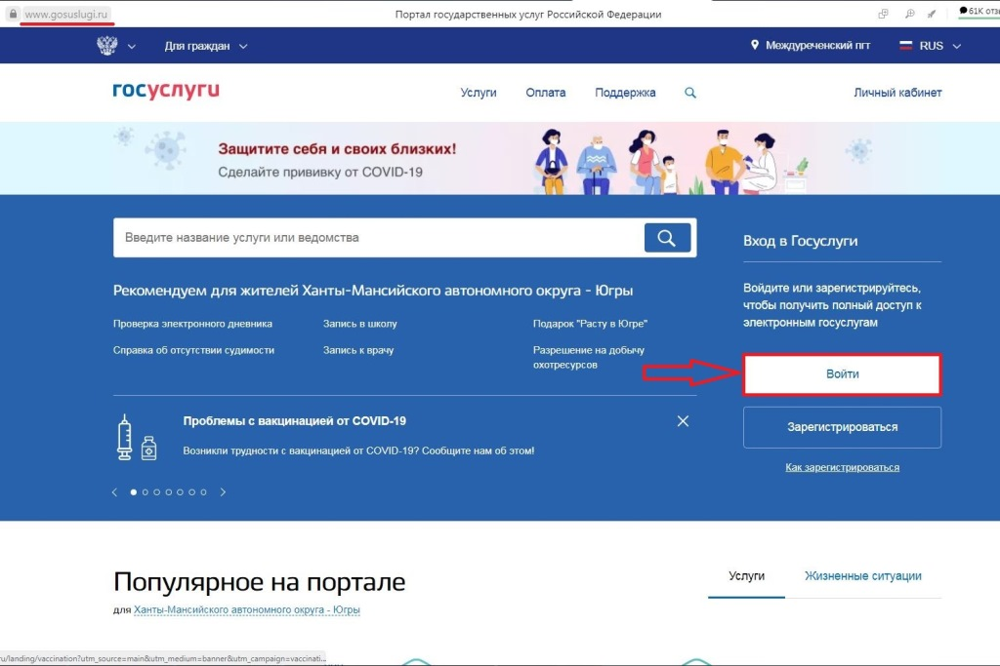 www.gosuslugi.ru
Портал государственных услуг Российской Федерации
61K отз
Для граждан
Междуреченский пгт
RUS
госуслуги
Услуги
Оплата
Поддержка
Личный кабинет
Защитите себя и своих близких!
Сделайте прививку от COVID-19
Введите название услуги или ведомства
Вход в Госуслуги
Войдите или зарегистрируйтесь,
чтобы получить полный доступ к
электронным госуслугам
Рекомендуем для жителей Ханты-Мансийского автономного округа - Югры
Проверка электронного дневника
Запись в школу
Подарок "Расту в Югре"
Справка об отсутствии судимости
Запись к врачу
Разрешение на добычу
охотресурсов
Войти
Зарегистрироваться
Как зарегистрироваться
Проблемы с вакцинацией от COVID-19
Возникли трудности с вакцинацией от COVID-19? Сообщите нам об этом!
Популярное на портале
для Ханты-Мансийского автономного округа - Югры
Услуги
Жизненные ситуации
ru/landing/vaccination?utm_source=main&utm_medium=banner&utm_campaign=vaccinati...